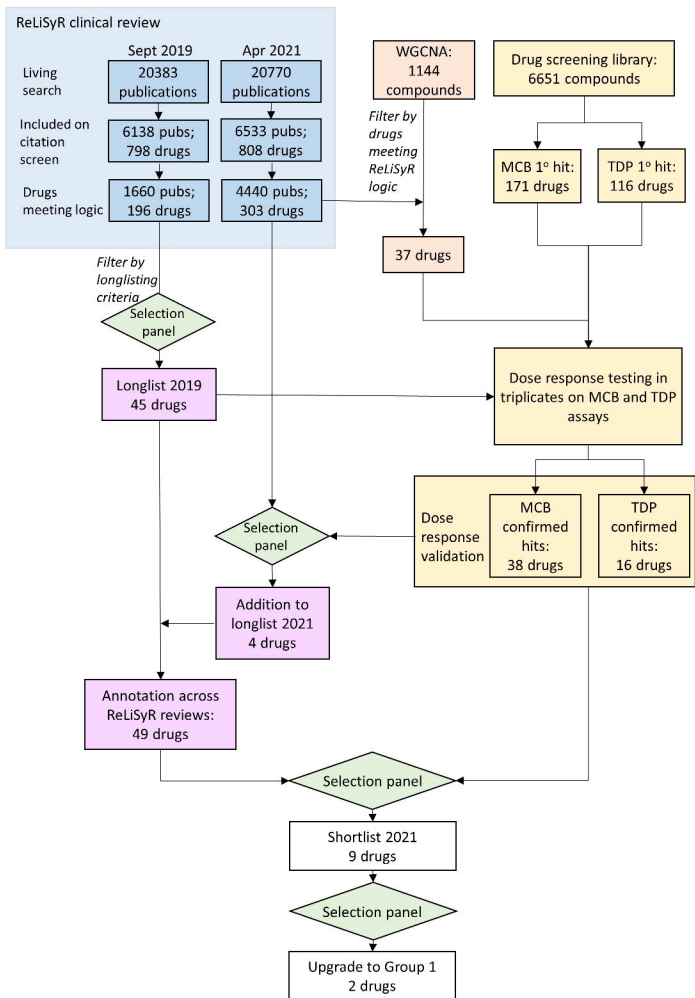 ReLiSyR clinical review
Sept 2019
Apr 2021
Living
search
20383
publications
20770
publications
Included on
citation
screen
6138 pubs;
798 drugs
6533 pubs;
808 drugs
Drugs
meeting logic
1660 pubs;
196 drugs
4440 pubs;
303 drugs
WGCNA:
1144
compounds
Filter by
drugs
meeting
ReLiSyR
logic
37 drugs
Drug screening library:
6651 compounds
MCB 1º hit:
171 drugs
TDP 1º hit:
116 drugs
Filter by
longlisting
criteria
Selection
panel
Longlist 2019
45 drugs
Dose response testing in
triplicates on MCB and TDP
assays
Selection
panel
Dose
response
validation
MCB
confirmed
hits:
38 drugs
TDP
confirmed
hits:
16 drugs
Addition to
longlist 2021
4 drugs
Annotation across
ReLiSyR reviews:
49 drugs
Selection panel
Shortlist 2021
9 drugs
Selection panel
Upgrade to Group 1
2 drugs